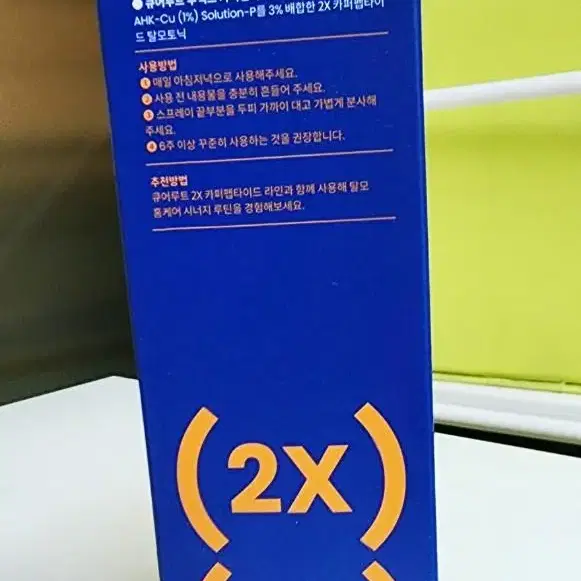 큐어루트
AHK-Cu (1%) Solution-P를 3% 배합한 2X 카퍼펩타이
드 탈모토닉
사용방법
1 매일 아침저녁으로 사용해주세요.
2 사용 전 내용물을 충분히 흔들어 주세요.
3 스프레이 끝부분을 두피 가까이 대고 가볍게 분사해
주세요.
4 6주 이상 꾸준히 사용하는 것을 권장합니다.
추천방법
큐어루트 2X 카퍼펩타이드 라인과 함께 사용해 탈모
홈케어 시너지 루틴을 경험해보세요.
(2X)